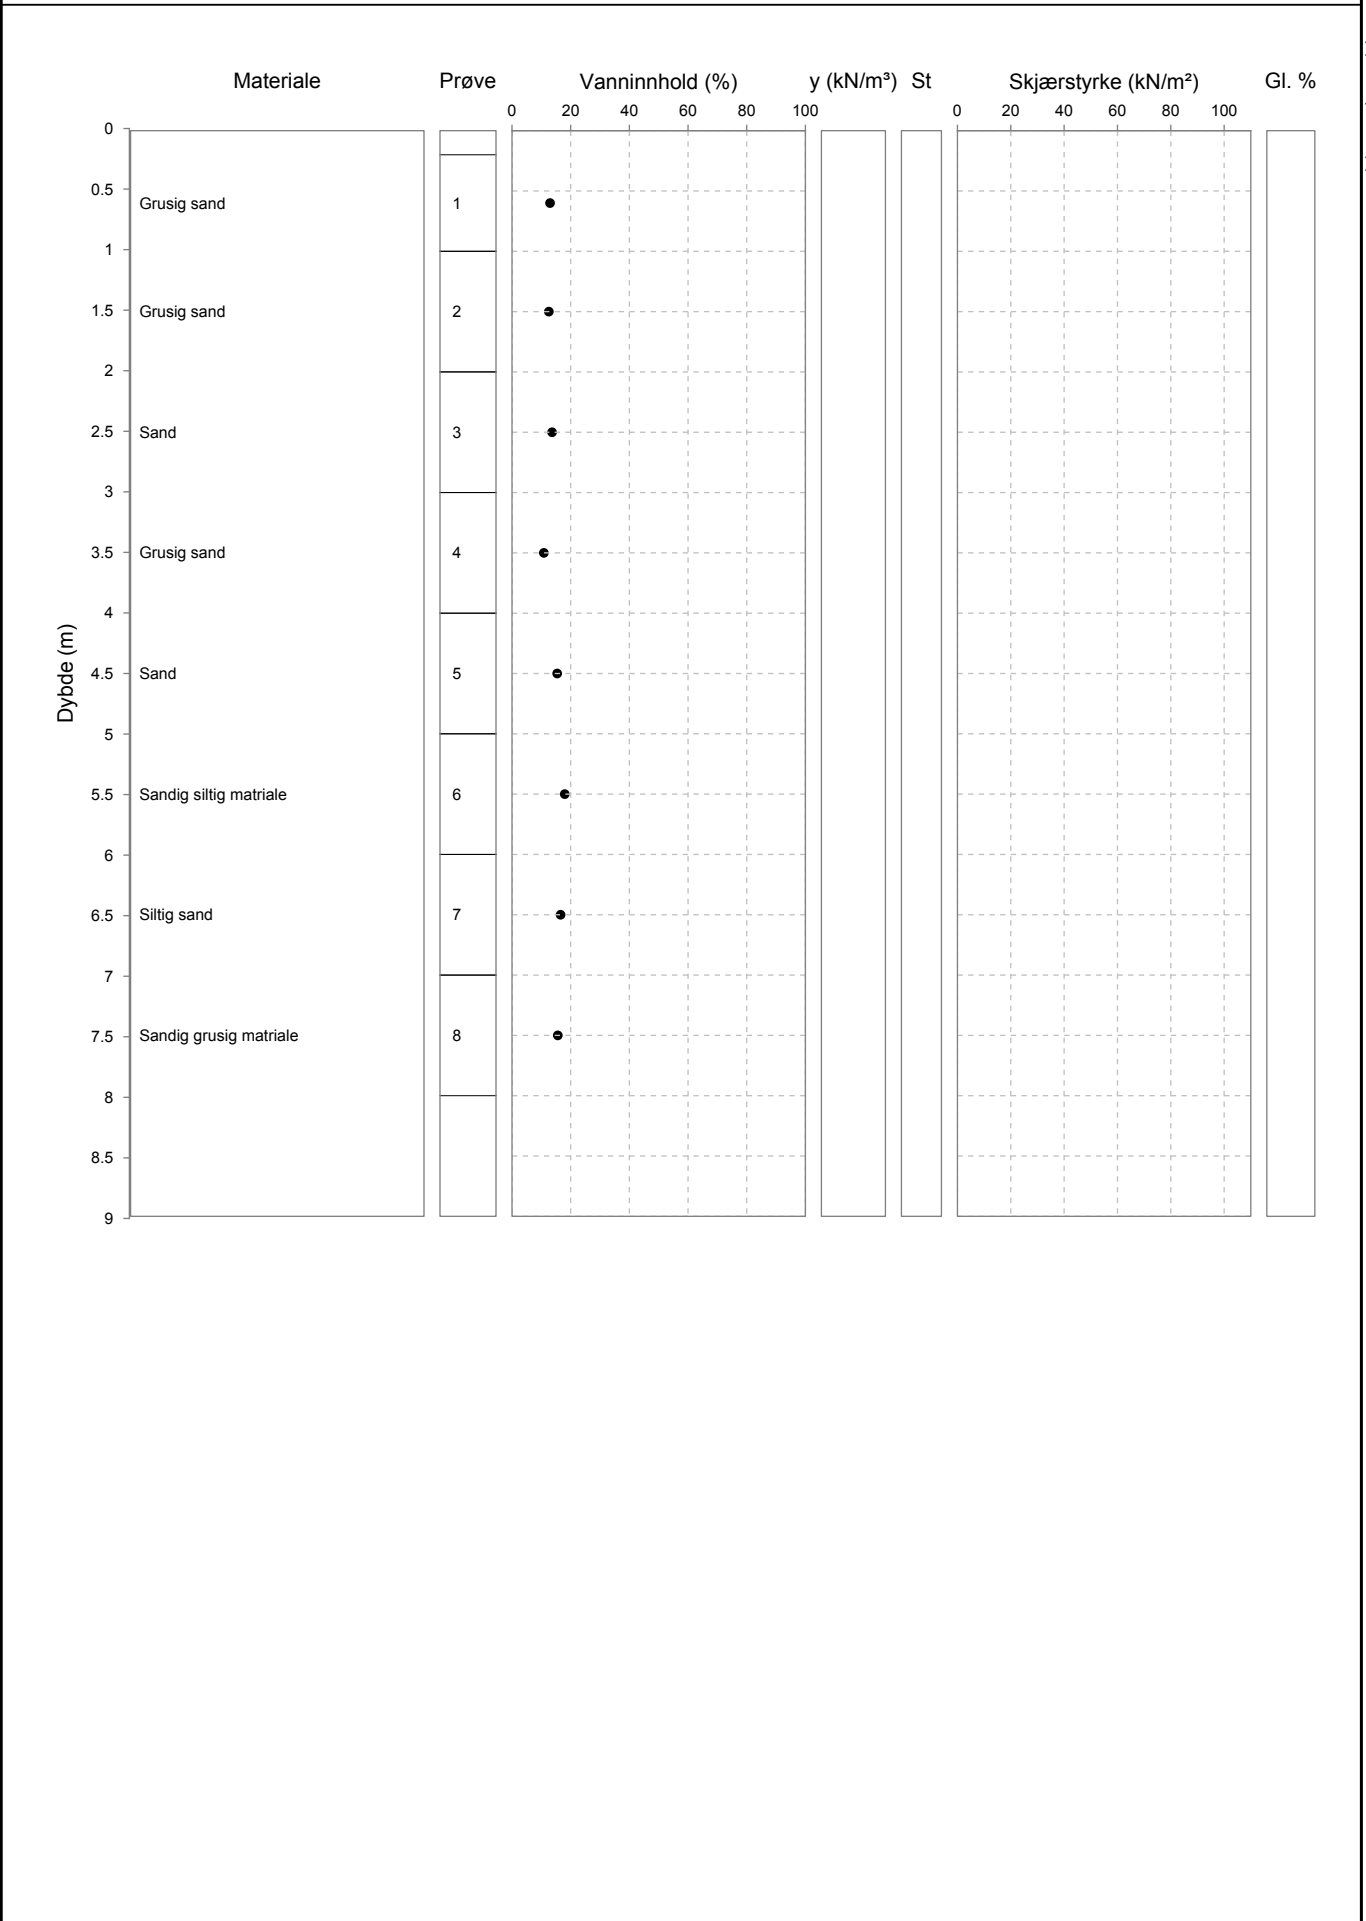 Materiale Prøve Vanninnhold (%) y (kN/m³) St Skjærstyrke (kN/m²) Gl. %
0 20 40 60 80 100 0 20 40 60 80 100
0
0.5
Grusig sand 1
1
1.5 Grusig sand 2
2
2.5 Sand 3
3
3.5 Grusig sand 4
4
Dybde (m)
4.5 Sand 5
5
5.5 Sandig siltig matriale 6
6
6.5 Siltig sand 7
7
7.5 Sandig grusig matriale 8
8
8.5
9